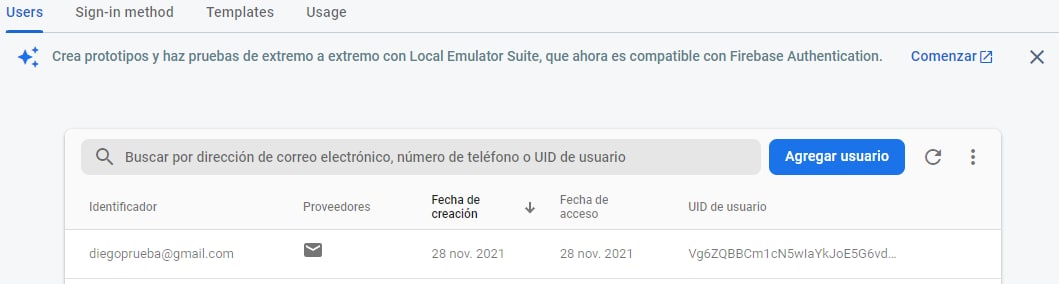 Users Sign-in method Templates Usage
Crea prototipos y haz pruebas de extremo a extremo con Local Emulator Suite, que ahora es compatible con Firebase Authentication. Comenzar
Buscar por dirección de correo electrónico, número de teléfono o UID de usuario Agregar usuario
Identificador Proveedores Fecha de creación Fecha de acceso UID de usuario
diegoprueba@gmail.com 28 nov. 2021 28 nov. 2021 Vg6ZQBBCm1cN5wIaYkJoE5G6vd...